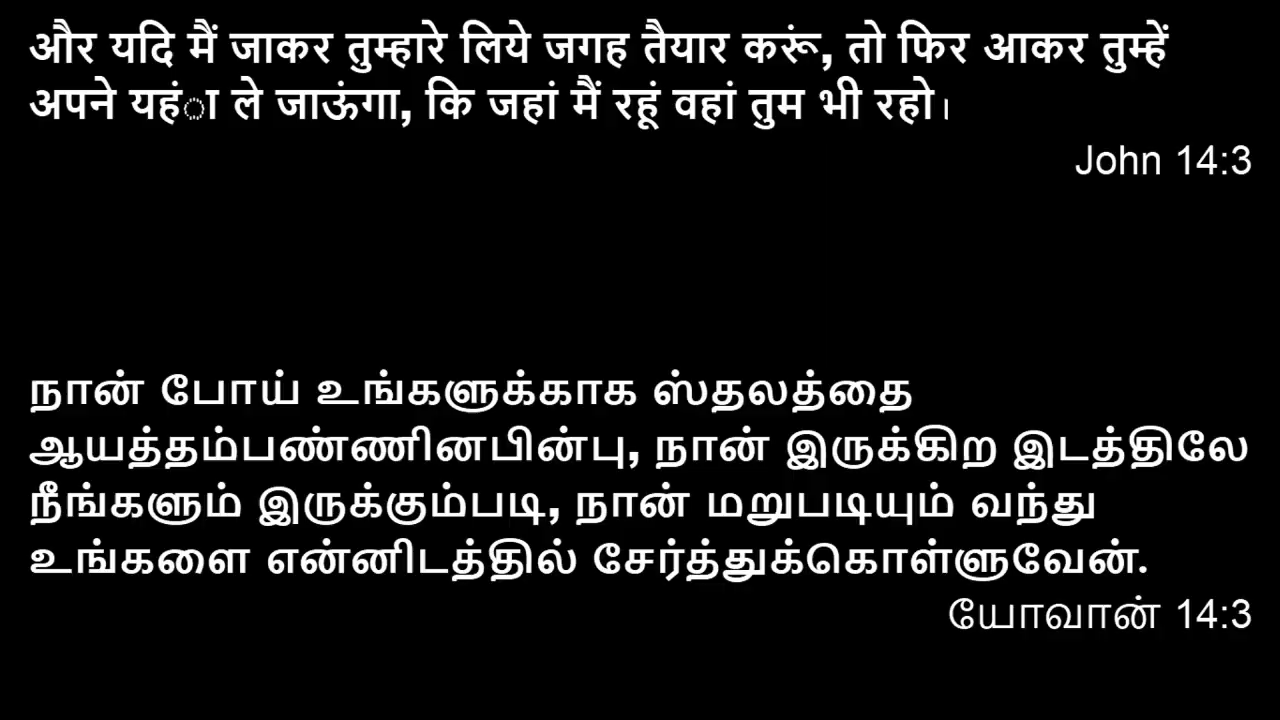 और यदि मैं जाकर तुम्हारे लिये जगह तैयार करूं, तो फिर आकर तुम्हें
अपने यहंा ले जाऊंगा, कि जहां मैं रहूं वहां तुम भी रहो।
John 14:3
நான் போய் உங்களுக்காக ஸ்தலத்தை
ஆயத்தம்பண்ணினபின்பு, நான் இருக்கிற இடத்திலே
நீங்களும் இருக்கும்படி, நான் மறுபடியும் வந்து
உங்களை என்னிடத்தில் சேர்த்துக்கொள்ளுவேன்.
யோவான் 14:3